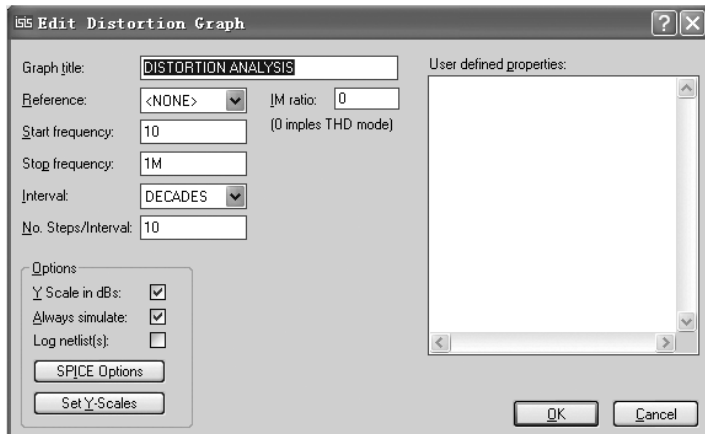 isis Edit Distortion Graph
Graph title: DISTORTION ANALYSIS
Reference: <NONE> IM ratio: 0
(0 imples THD mode)
Start frequency: 10
Stop frequency: 1M
Interval: DECADES
No. Steps/Interval: 10
Options
Y Scale in dBs:
Always simulate:
Log netlist(s):
SPICE Options
Set Y-Scales
User defined properties:
OK Cancel